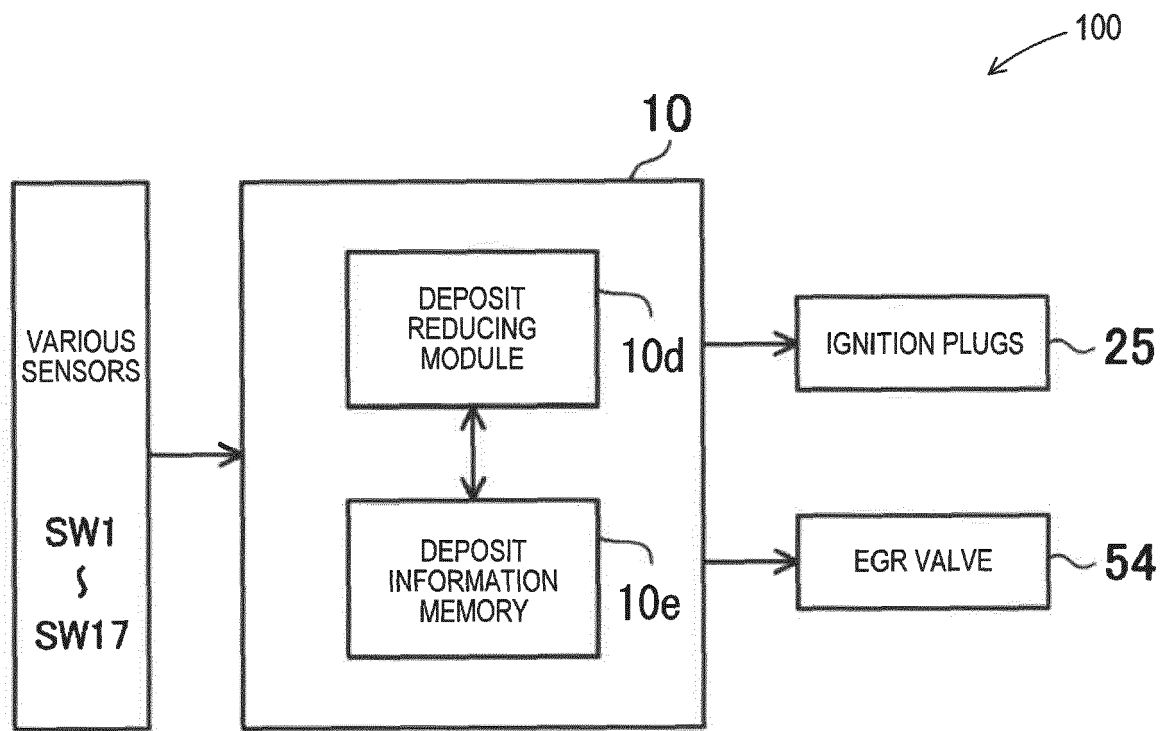 100
10
VARIOUS
SENSORS
SW1
SW17
DEPOSIT
REDUCING
MODULE
10d
DEPOSIT
INFORMATION
MEMORY
10e
IGNITION PLUGS
25
EGR VALVE
54